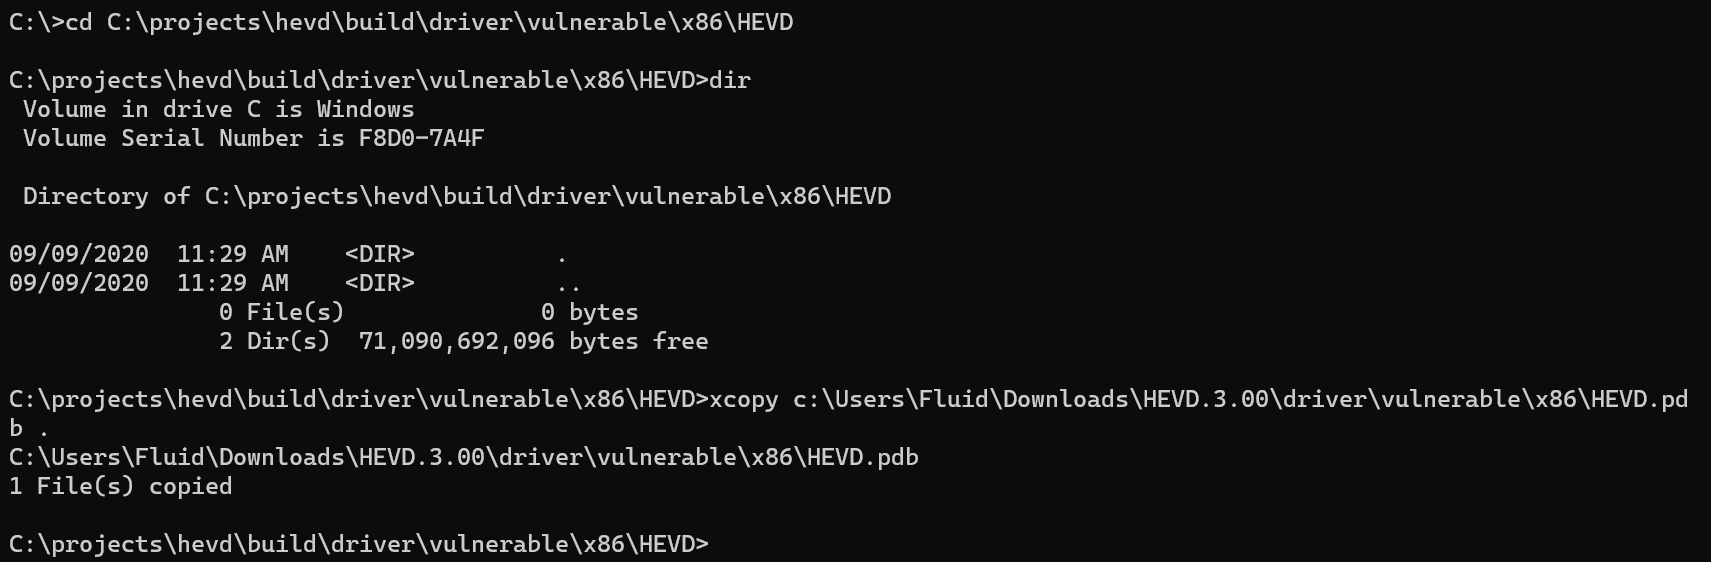 C:\>cd C:\projects\hevd\build\driver\vulnerable\x86\HEVD
C:\projects\hevd\build\driver\vulnerable\x86\HEVD>dir
 Volume in drive C is Windows
 Volume Serial Number is F8D0-7A4F
 Directory of C:\projects\hevd\build\driver\vulnerable\x86\HEVD
09/09/2020  11:29 AM    <DIR>          .
09/09/2020  11:29 AM    <DIR>          ..
               0 File(s)              0 bytes
               2 Dir(s)  71,090,692,096 bytes free
C:\projects\hevd\build\driver\vulnerable\x86\HEVD>xcopy c:\Users\Fluid\Downloads\HEVD.3.00\driver\vulnerable\x86\HEVD.pd
b .
C:\Users\Fluid\Downloads\HEVD.3.00\driver\vulnerable\x86\HEVD.pdb
1 File(s) copied
C:\projects\hevd\build\driver\vulnerable\x86\HEVD>